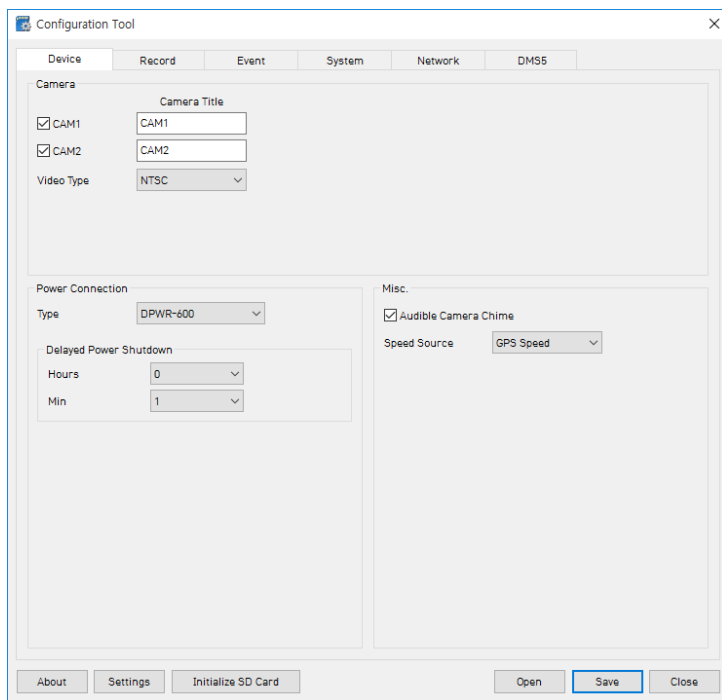 Configuration Tool
Device Record Event System Network DMS5
Camera
Camera Title
CAM1 CAM1
CAM2 CAM2
Video Type NTSC
Power Connection
Type DPWR-600
Delayed Power Shutdown
Hours 0
Min 1
Misc.
Audible Camera Chime
Speed Source GPS Speed
About Settings Initialize SD Card Open Save Close